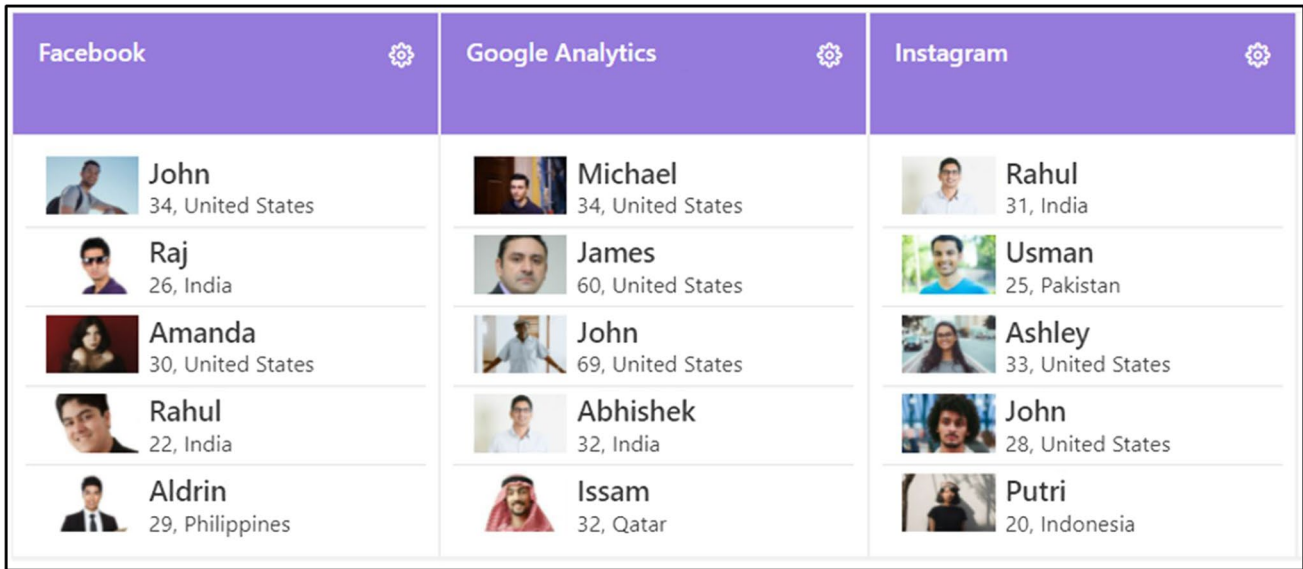 Facebook
John
34, United States
Raj
26, India
Amanda
30, United States
Rahul
22, India
Aldrin
29, Philippines
Google Analytics
Michael
34, United States
James
60, United States
John
69, United States
Abhishek
32, India
Issam
32, Qatar
Instagram
Rahul
31, India
Usman
25, Pakistan
Ashley
33, United States
John
28, United States
Putri
20, Indonesia